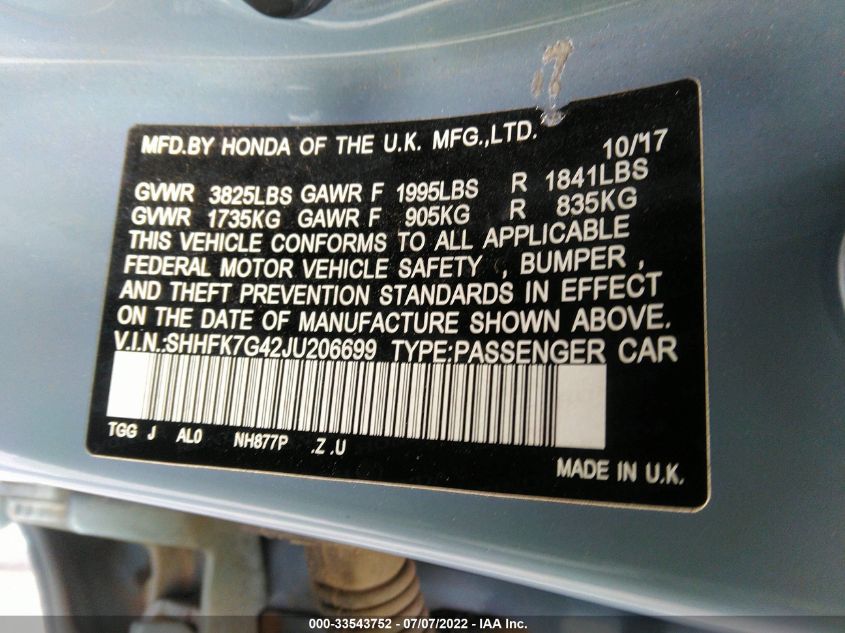 MFD.BY HONDA OF THE U.K. MFG.,LTD. 10/'17
GVWR 3825LBS GAWR F 1995LBS R 1841LBS
GVWR 1735KG GAWR F 905KG R 835KG
THIS VEHICLE CONFORMS TO ALL APPLICABLE
FEDERAL MOTOR VEHICLE SAFETY , BUMPER ,
AND THEFT PREVENTION STANDARDS IN EFFECT
ON THE DATE OF MANUFACTURE SHOWN ABOVE.
V.I.N.:SHHFK7G42JU206699 TYPE:PASSENGER CAR
TGG J AL0 NH877P .Z .U
MADE IN U.K.
000-33543752 — 07/07/2022 — IAA Inc.